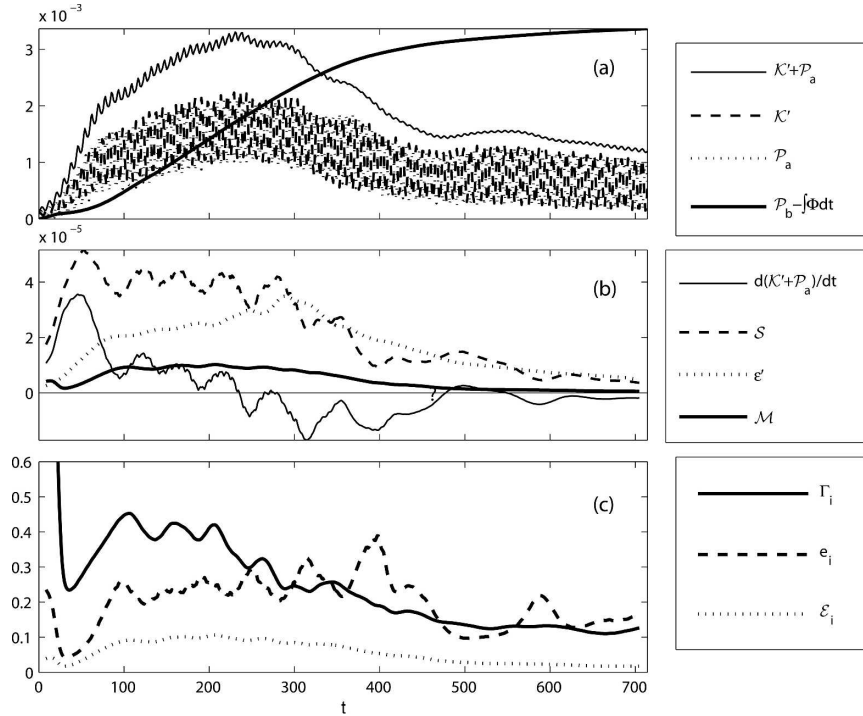 x 10⁻³
3
2
1
0
(a)
𝒦′+𝒫ₐ
𝒦′
𝒫ₐ
𝒫_b−∫Φdt
x 10⁻⁵
4
2
0
(b)
d(𝒦′+𝒫ₐ)/dt
𝒮
ε′
ℳ
0.6
0.5
0.4
0.3
0.2
0.1
0
(c)
Γᵢ
eᵢ
ℰᵢ
0 100 200 300 400 500 600 700
t